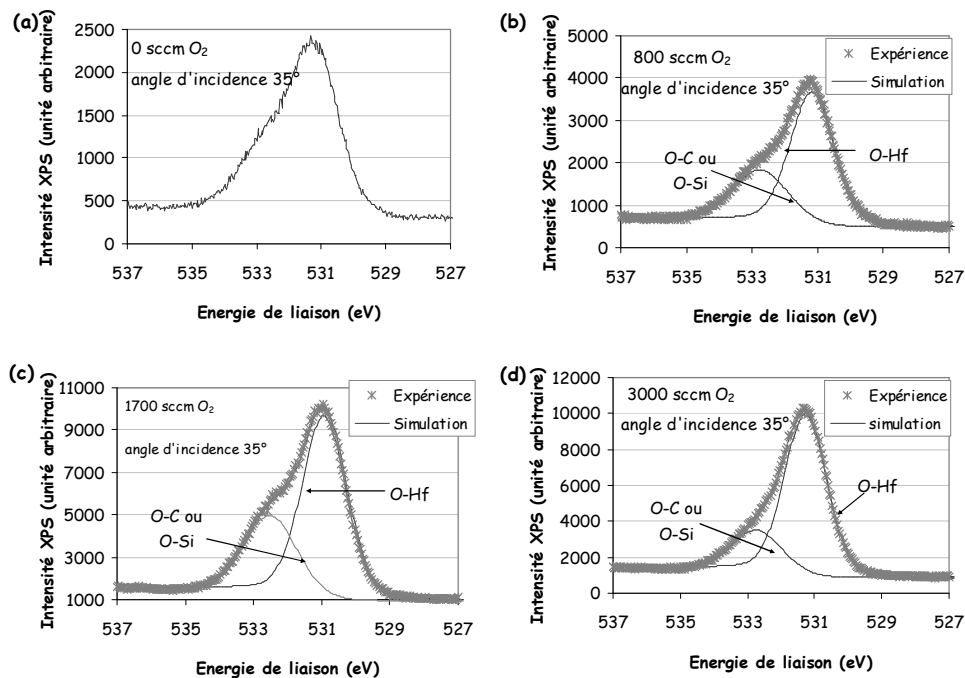 (a)
0 sccm O₂
angle d'incidence 35°
Intensité XPS (unité arbitraire)
2500
2000
1500
1000
500
0
537 535 533 531 529 527
Energie de liaison (eV)
(b)
800 sccm O₂
angle d'incidence 35°
Expérience
Simulation
O-Hf
O-C ou
O-Si
Intensité XPS (unité arbitraire)
5000
4000
3000
2000
1000
0
537 535 533 531 529 527
Energie de liaison (eV)
(c)
1700 sccm O₂
angle d'incidence 35°
Expérience
Simulation
O-Hf
O-C ou
O-Si
Intensité XPS (unité arbitraire)
11000
9000
7000
5000
3000
1000
537 535 533 531 529 527
Energie de liaison (eV)
(d)
3000 sccm O₂
angle d'incidence 35°
Expérience
simulation
O-Hf
O-C ou
O-Si
Intensité XPS (unité arbitraire)
12000
10000
8000
6000
4000
2000
0
537 535 533 531 529 527
Energie de liaison (eV)